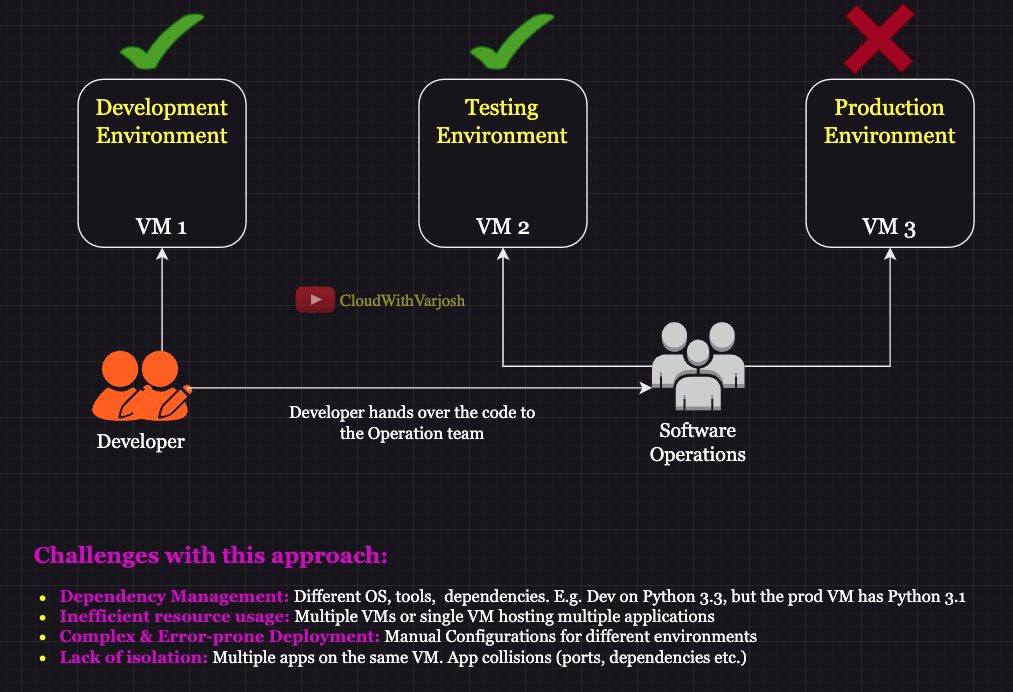 Development
Environment
VM 1
Testing
Environment
VM 2
Production
Environment
VM 3
CloudWithVarjosh
Developer
Developer hands over the code to
the Operation team
Software
Operations
Challenges with this approach:
Dependency Management: Different OS, tools,  dependencies. E.g. Dev on Python 3.3, but the prod VM has Python 3.1
Inefficient resource usage: Multiple VMs or single VM hosting multiple applications
Complex & Error-prone Deployment: Manual Configurations for different environments
Lack of isolation: Multiple apps on the same VM. App collisions (ports, dependencies etc.)